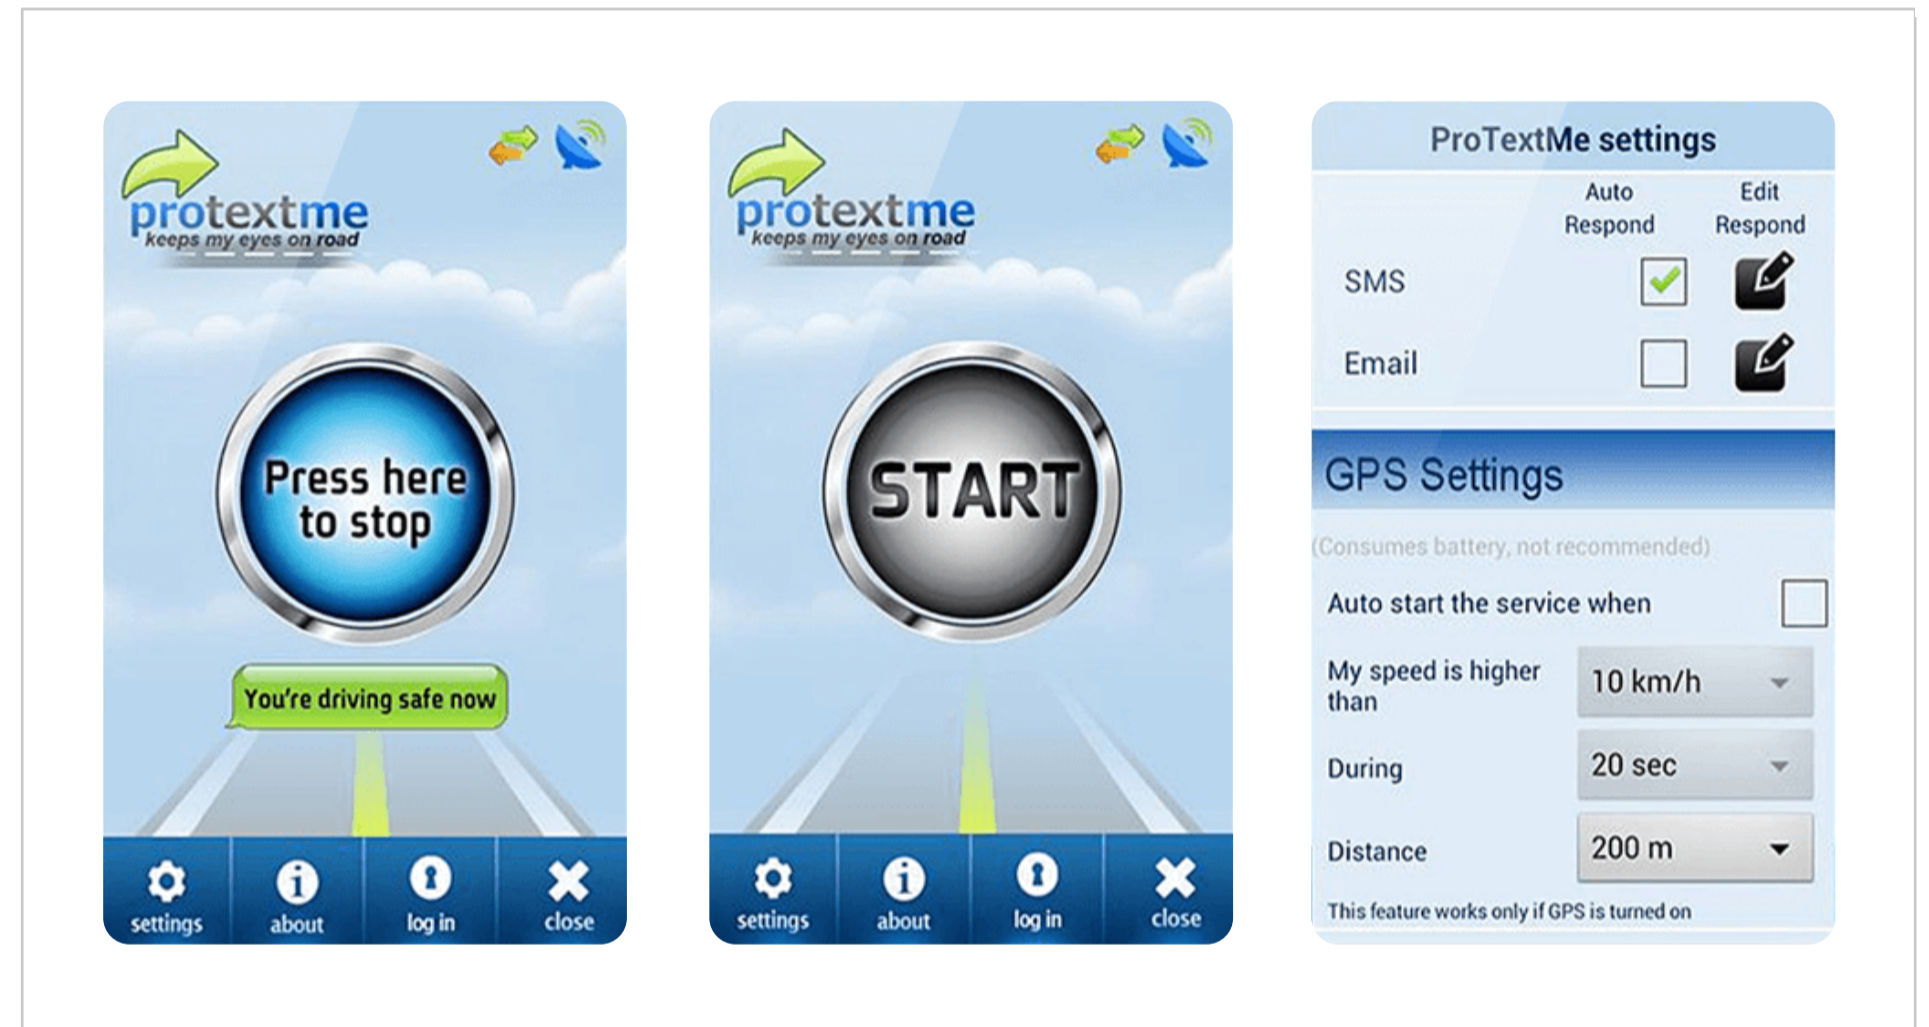 protextme
keeps my eyes on road
Press here
to stop
You're driving safe now
settings
about
log in
close
protextme
keeps my eyes on road
START
settings
about
log in
close
ProTextMe settings
Auto
Respond
Edit
Respond
SMS
Email
GPS Settings
(Consumes battery, not recommended)
Auto start the service when
My speed is higher
than
10 km/h
During
20 sec
Distance
200 m
This feature works only if GPS is turned on